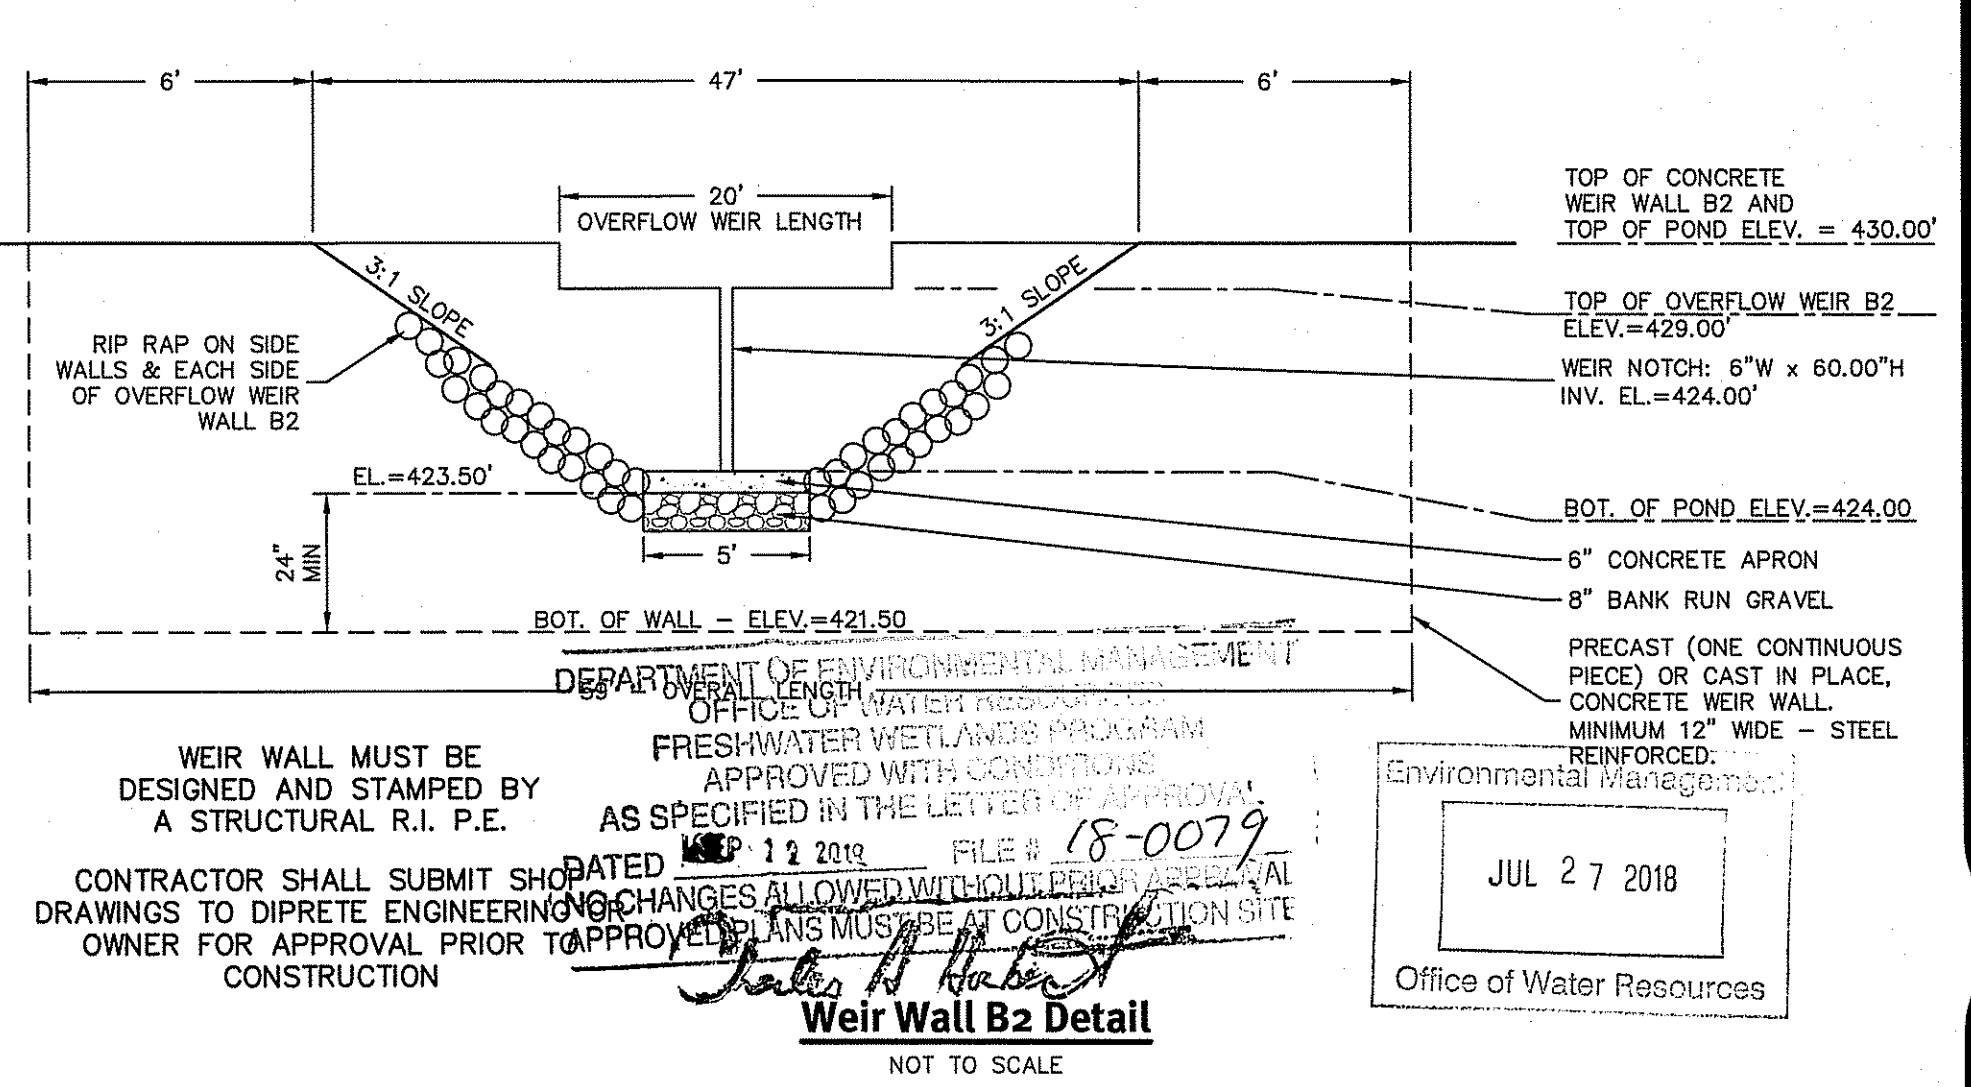 6'
47'
6'
20'
OVERFLOW WEIR LENGTH
TOP OF CONCRETE
WEIR WALL B2 AND
TOP OF POND ELEV. = 430.00'
3:1 SLOPE
3:1 SLOPE
TOP OF OVERFLOW WEIR B2
ELEV.=429.00'
RIP RAP ON SIDE
WALLS & EACH SIDE
OF OVERFLOW WEIR
WALL B2
WEIR NOTCH: 6"W x 60.00"H
INV. EL.=424.00'
EL.=423.50'
BOT. OF POND ELEV.=424.00
24"
MIN
5'
6" CONCRETE APRON
8" BANK RUN GRAVEL
BOT. OF WALL – ELEV.=421.50
PRECAST (ONE CONTINUOUS
PIECE) OR CAST IN PLACE,
CONCRETE WEIR WALL.
MINIMUM 12" WIDE – STEEL
REINFORCED.
59' - OVERALL LENGTH
DEPARTMENT OF ENVIRONMENTAL MANAGEMENT
OFFICE OF WATER RESOURCES
FRESHWATER WETLANDS PROGRAM
APPROVED WITH CONDITIONS
AS SPECIFIED IN THE LETTER OF APPROVAL
DATED SEP 12 2018 FILE # 18-0079
NO CHANGES ALLOWED WITHOUT PRIOR APPROVAL
APPROVED PLANS MUST BE AT CONSTRUCTION SITE
WEIR WALL MUST BE
DESIGNED AND STAMPED BY
A STRUCTURAL R.I. P.E.
CONTRACTOR SHALL SUBMIT SHOP
DRAWINGS TO DIPRETE ENGINEERING OR
OWNER FOR APPROVAL PRIOR TO
CONSTRUCTION
Environmental Management
JUL 27 2018
Office of Water Resources
Weir Wall B2 Detail
NOT TO SCALE